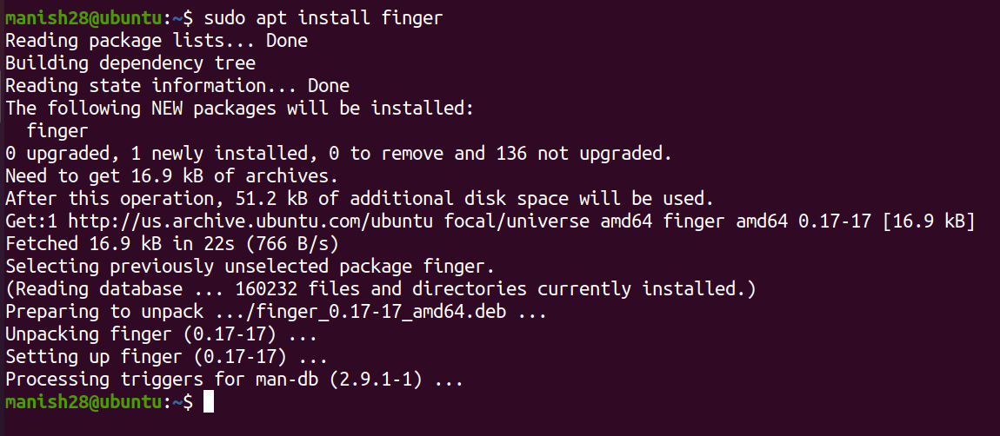 manish28@ubuntu:~$ sudo apt install finger
Reading package lists... Done
Building dependency tree
Reading state information... Done
The following NEW packages will be installed:
  finger
0 upgraded, 1 newly installed, 0 to remove and 136 not upgraded.
Need to get 16.9 kB of archives.
After this operation, 51.2 kB of additional disk space will be used.
Get:1 http://us.archive.ubuntu.com/ubuntu focal/universe amd64 finger amd64 0.17-17 [16.9 kB]
Fetched 16.9 kB in 22s (766 B/s)
Selecting previously unselected package finger.
(Reading database ... 160232 files and directories currently installed.)
Preparing to unpack .../finger_0.17-17_amd64.deb ...
Unpacking finger (0.17-17) ...
Setting up finger (0.17-17) ...
Processing triggers for man-db (2.9.1-1) ...
manish28@ubuntu:~$